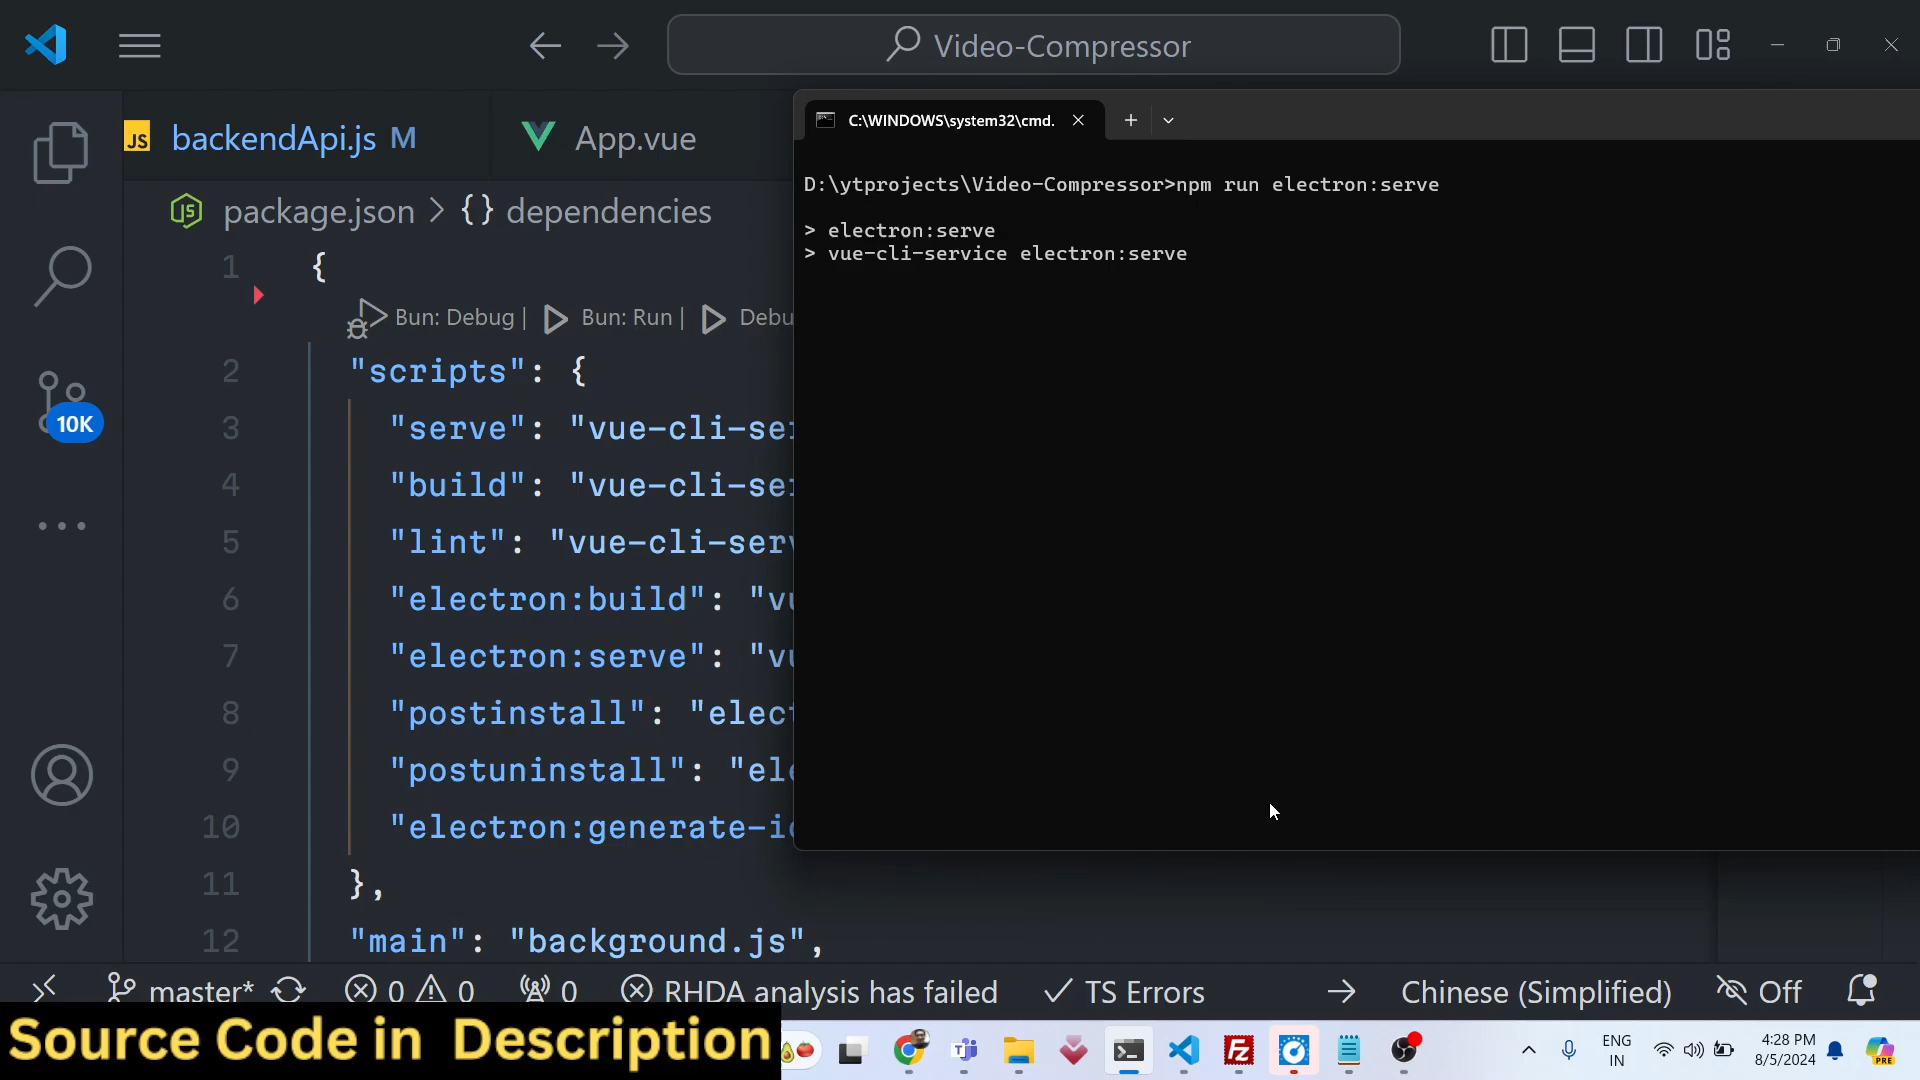 Video-Compressor
JS backendApi.js M
App.vue
package.json > {} dependencies
1 {
Bun: Debug | Bun: Run | Debu
2 "scripts": {
3 "serve": "vue-cli-ser
4 "build": "vue-cli-ser
5 "lint": "vue-cli-serv
6 "electron:build": "vu
7 "electron:serve": "vu
8 "postinstall": "elect
9 "postuninstall": "ele
10 "electron:generate-ic
11 },
12 "main": "background.js",
10K
C:\WINDOWS\system32\cmd.
D:\ytprojects\Video-Compressor>npm run electron:serve
> electron:serve
> vue-cli-service electron:serve
master* 0 0 0 RHDA analysis has failed TS Errors Chinese (Simplified) Off
Source Code in Description
ENG
IN
4:28 PM
8/5/2024
PRE